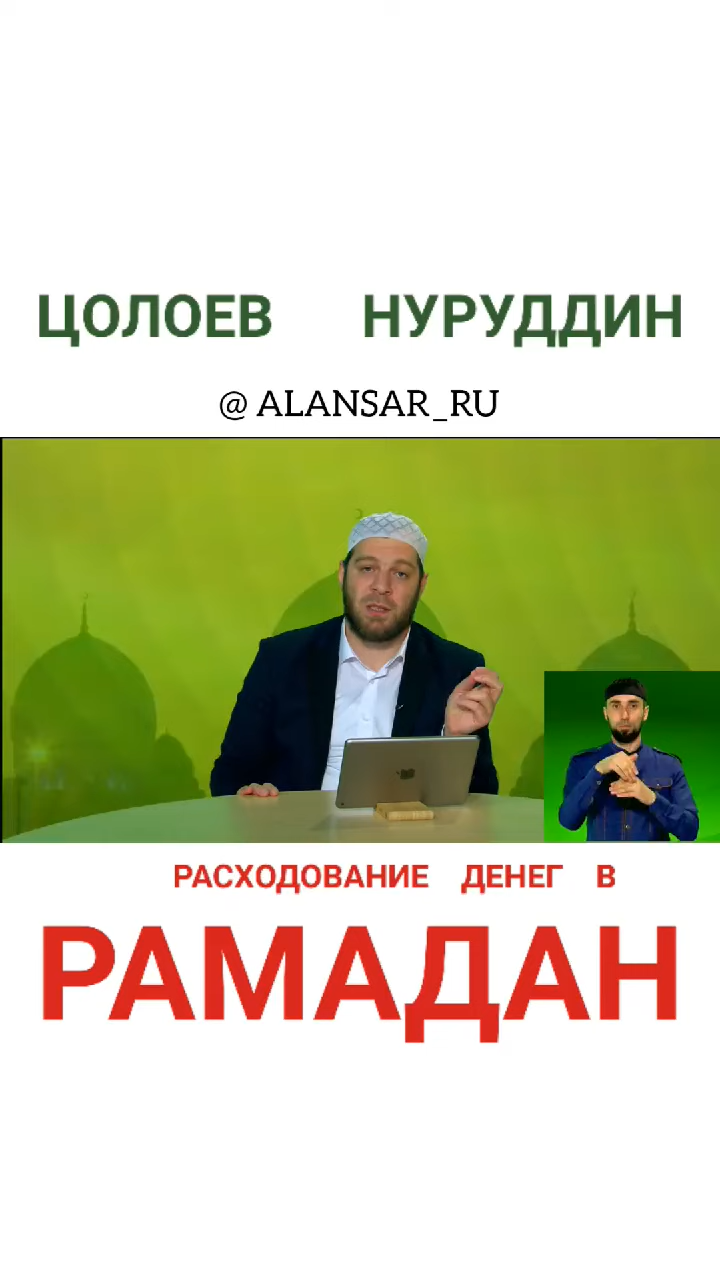 ЦОЛОЕВ НУРУДДИН
@ ALANSAR_RU
РАСХОДОВАНИЕ ДЕНЕГ В
РАМАДАН